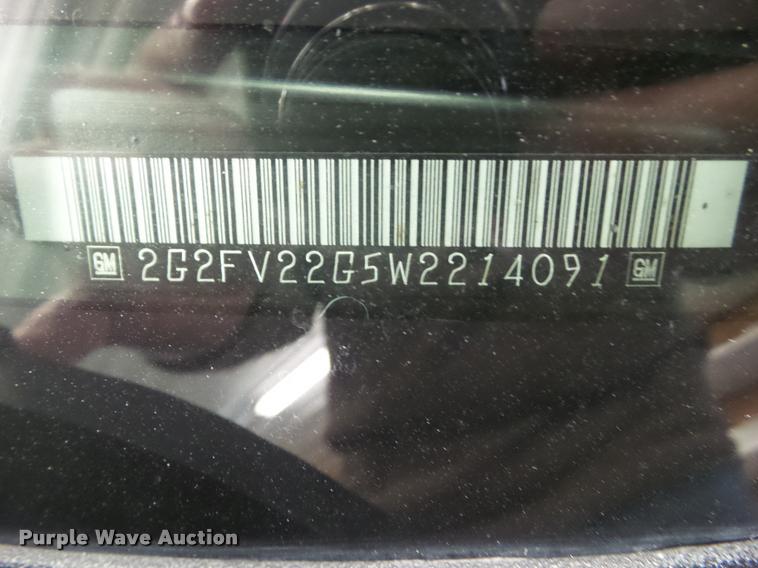 GM 2G2FV22G5W2214091 GM
Purple Wave Auction